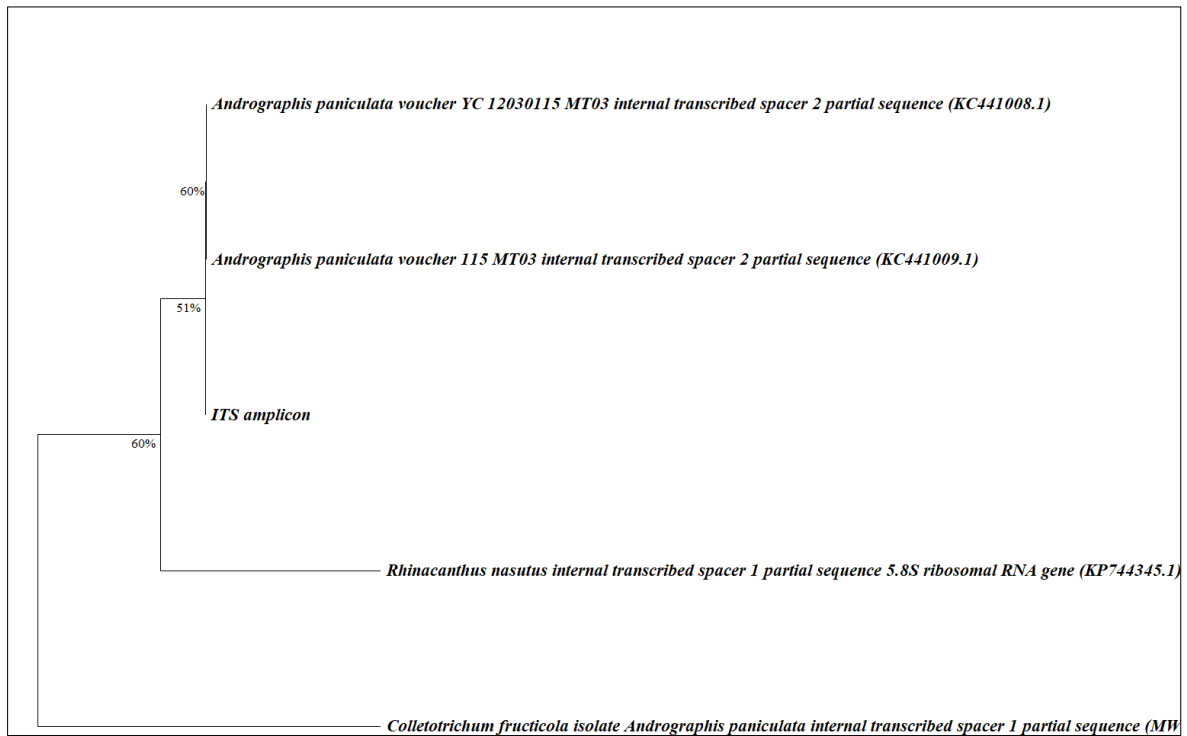 Andrographis paniculata voucher YC 12030115 MT03 internal transcribed spacer 2 partial sequence (KC441008.1)
60%
Andrographis paniculata voucher 115 MT03 internal transcribed spacer 2 partial sequence (KC441009.1)
51%
ITS amplicon
60%
Rhinacanthus nasutus internal transcribed spacer 1 partial sequence 5.8S ribosomal RNA gene (KP744345.1)
Colletotrichum fructicola isolate Andrographis paniculata internal transcribed spacer 1 partial sequence (MW